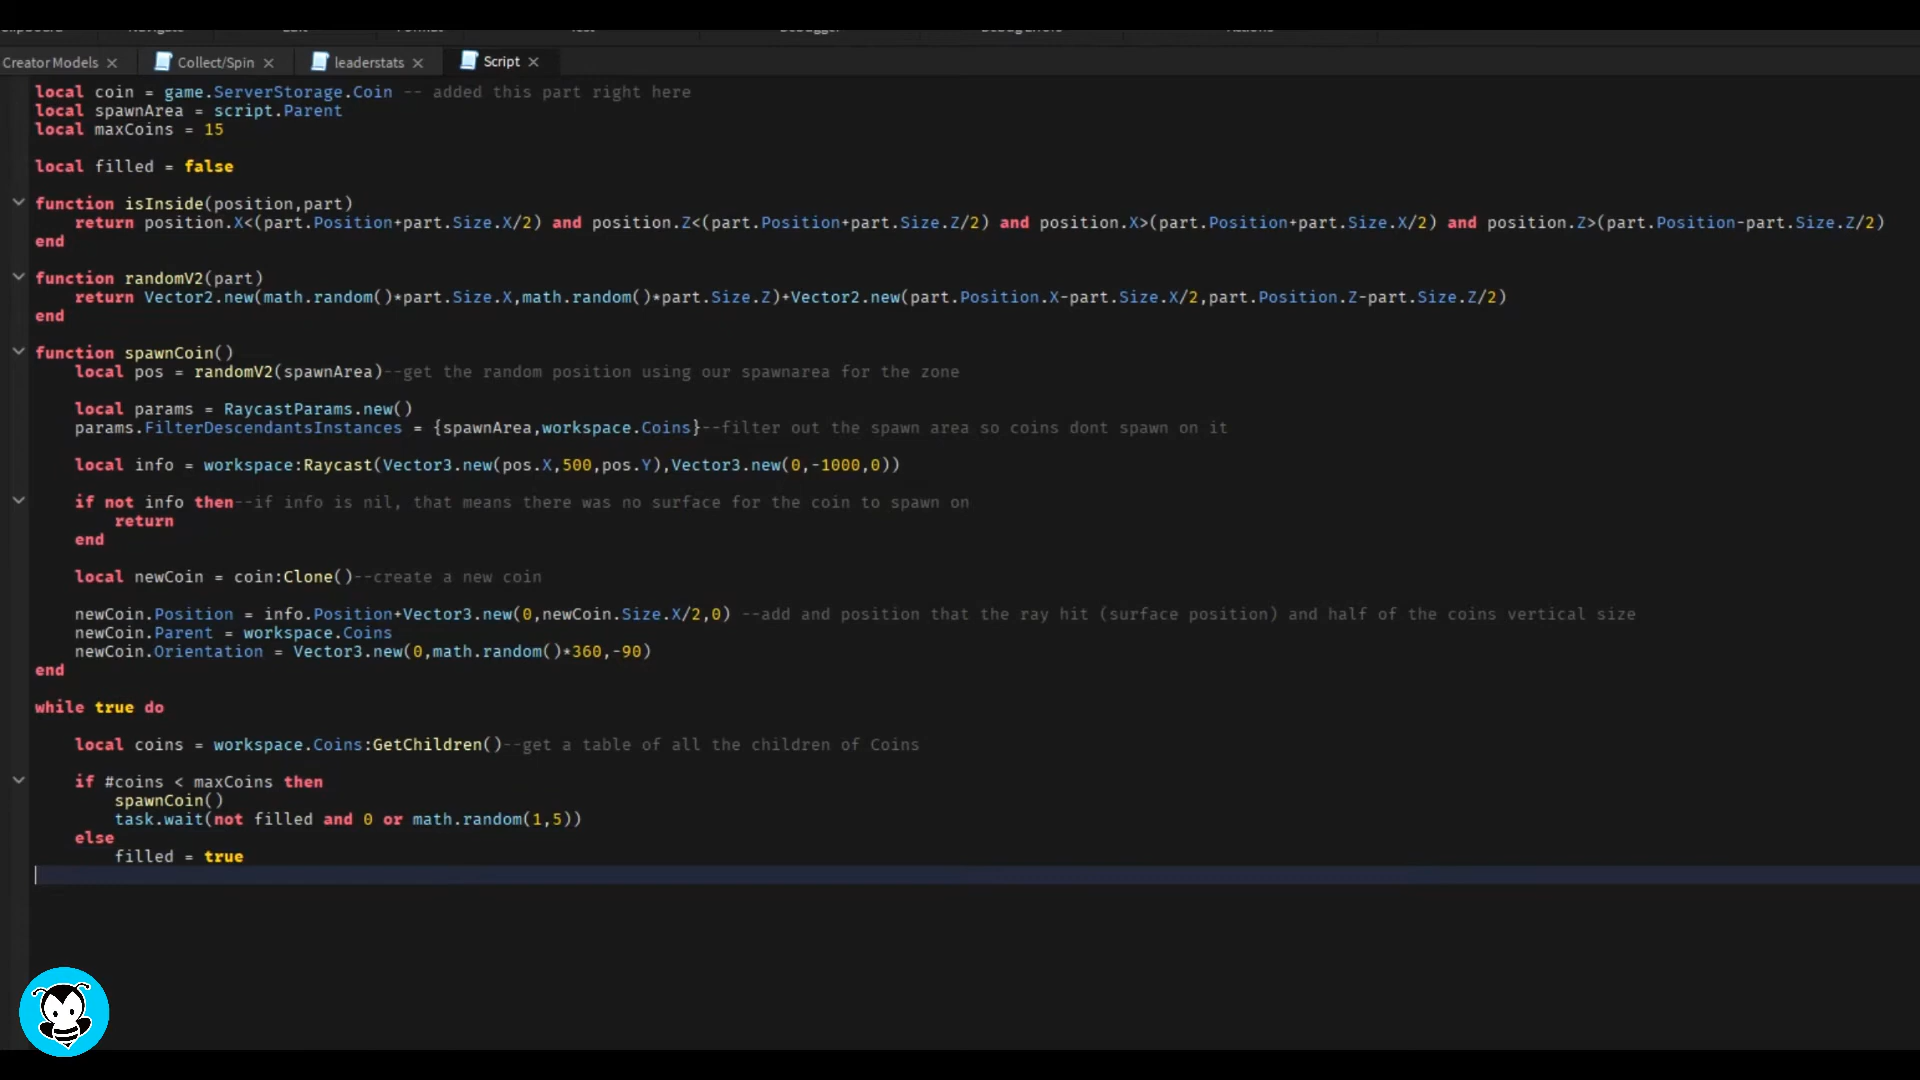 Creator Models
Collect/Spin
leaderstats
Script
local coin = game.ServerStorage.Coin -- added this part right here
local spawnArea = script.Parent
local maxCoins = 15
local filled = false
function isInside(position,part)
return position.X<(part.Position+part.Size.X/2) and position.Z<(part.Position+part.Size.Z/2) and position.X>(part.Position+part.Size.X/2) and position.Z>(part.Position-part.Size.Z/2)
end
function randomV2(part)
return Vector2.new(math.random()*part.Size.X,math.random()*part.Size.Z)+Vector2.new(part.Position.X-part.Size.X/2,part.Position.Z-part.Size.Z/2)
end
function spawnCoin()
local pos = randomV2(spawnArea)--get the random position using our spawnarea for the zone
local params = RaycastParams.new()
params.FilterDescendantsInstances = {spawnArea,workspace.Coins}--filter out the spawn area so coins dont spawn on it
local info = workspace:Raycast(Vector3.new(pos.X,500,pos.Y),Vector3.new(0,-1000,0))
if not info then--if info is nil, that means there was no surface for the coin to spawn on
return
end
local newCoin = coin:Clone()--create a new coin
newCoin.Position = info.Position+Vector3.new(0,newCoin.Size.X/2,0) --add and position that the ray hit (surface position) and half of the coins vertical size
newCoin.Parent = workspace.Coins
newCoin.Orientation = Vector3.new(0,math.random()*360,-90)
end
while true do
local coins = workspace.Coins:GetChildren()--get a table of all the children of Coins
if #coins < maxCoins then
spawnCoin()
task.wait(not filled and 0 or math.random(1,5))
else
filled = true